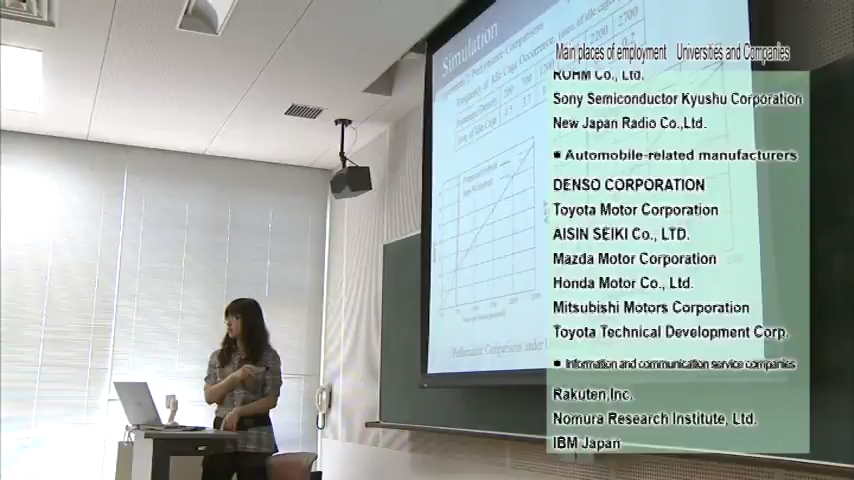 Simulation
Main places of employment Universities and Companies
ROHM Co., Ltd.
Sony Semiconductor Kyushu Corporation
New Japan Radio Co.,Ltd.
■ Automobile-related manufacturers
DENSO CORPORATION
Toyota Motor Corporation
AISIN SEIKI Co., LTD.
Mazda Motor Corporation
Honda Motor Co., Ltd.
Mitsubishi Motors Corporation
Toyota Technical Development Corp.
■ Information and communication service companies
Rakuten,Inc.
Nomura Research Institute, Ltd.
IBM Japan